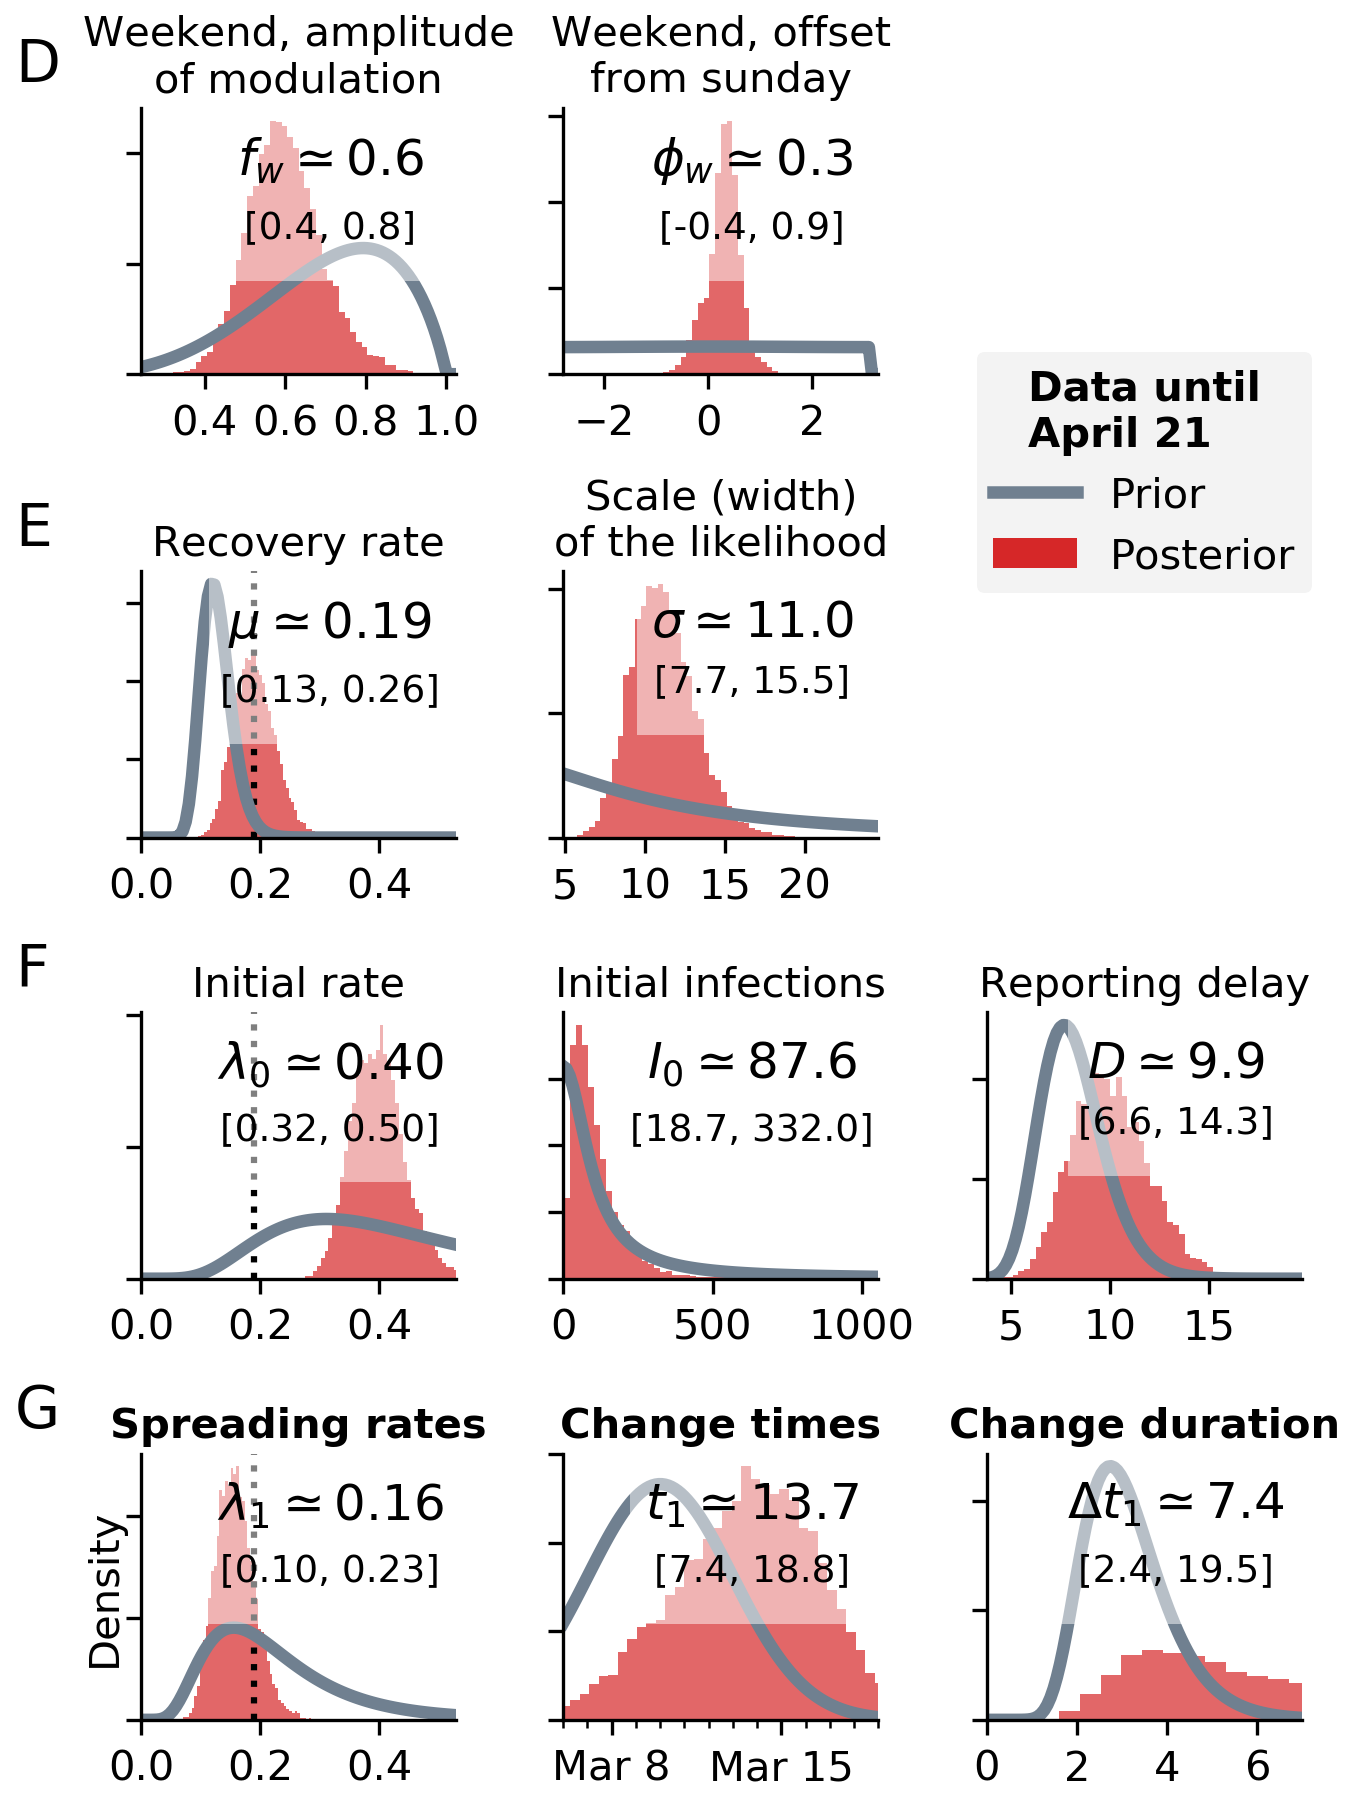 D
Weekend, amplitude
of modulation
f_w ≃ 0.6
[0.4, 0.8]
0.4 0.6 0.8 1.0
Weekend, offset
from sunday
ϕ_w ≃ 0.3
[-0.4, 0.9]
−2 0 2
Data until
April 21
Prior
Posterior
E
Recovery rate
μ ≃ 0.19
[0.13, 0.26]
0.0 0.2 0.4
Scale (width)
of the likelihood
σ ≃ 11.0
[7.7, 15.5]
5 10 15 20
F
Initial rate
λ₀ ≃ 0.40
[0.32, 0.50]
0.0 0.2 0.4
Initial infections
I₀ ≃ 87.6
[18.7, 332.0]
0 500 1000
Reporting delay
D ≃ 9.9
[6.6, 14.3]
5 10 15
G
Spreading rates
λ₁ ≃ 0.16
[0.10, 0.23]
Density
0.0 0.2 0.4
Change times
t₁ ≃ 13.7
[7.4, 18.8]
Mar 8 Mar 15
Change duration
Δt₁ ≃ 7.4
[2.4, 19.5]
0 2 4 6